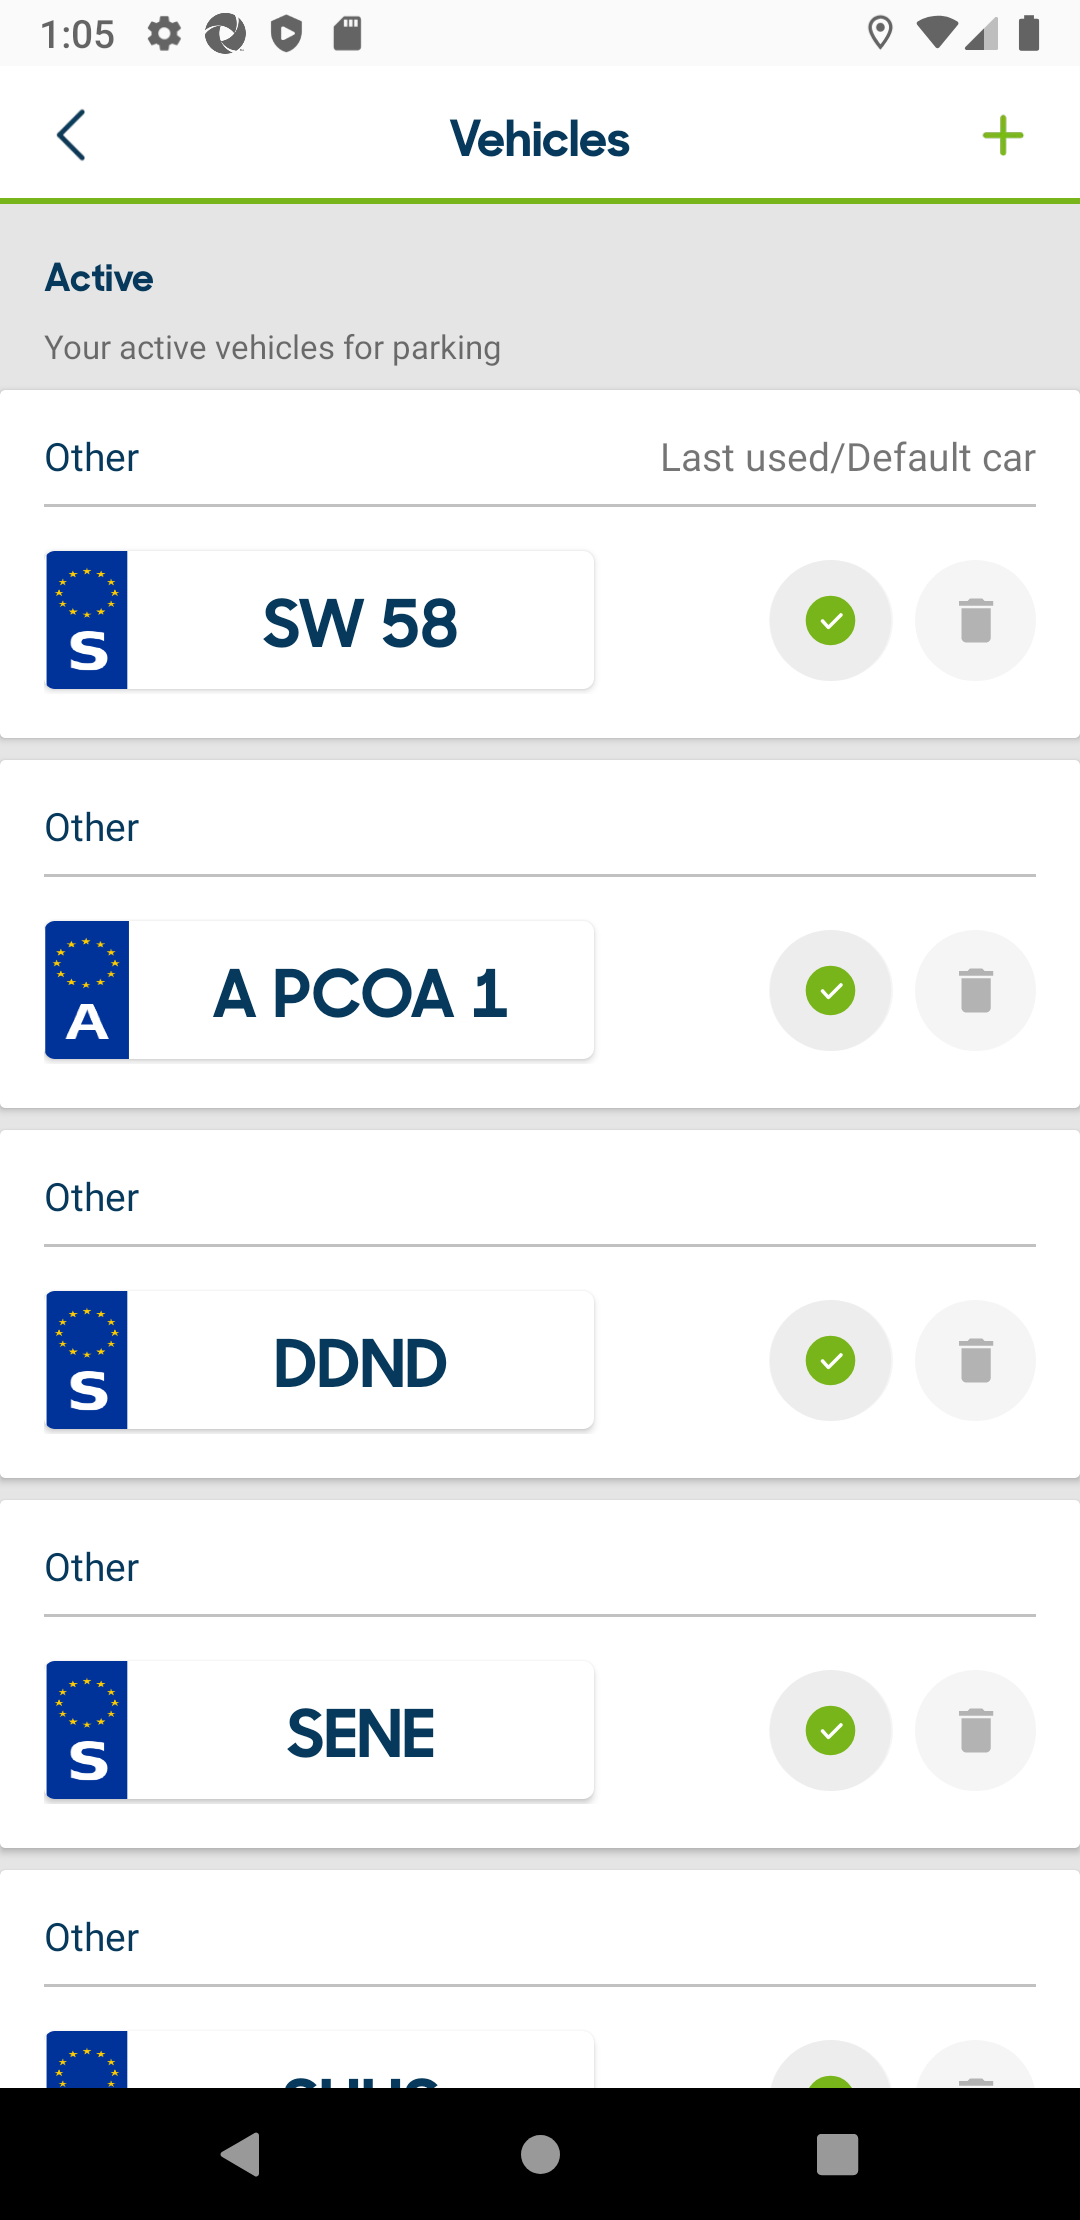 1:05
Vehicles
Active
Your active vehicles for parking
Other
Last used/Default car
S
SW 58
Other
A
A PCOA 1
Other
S
DDND
Other
S
SENE
Other